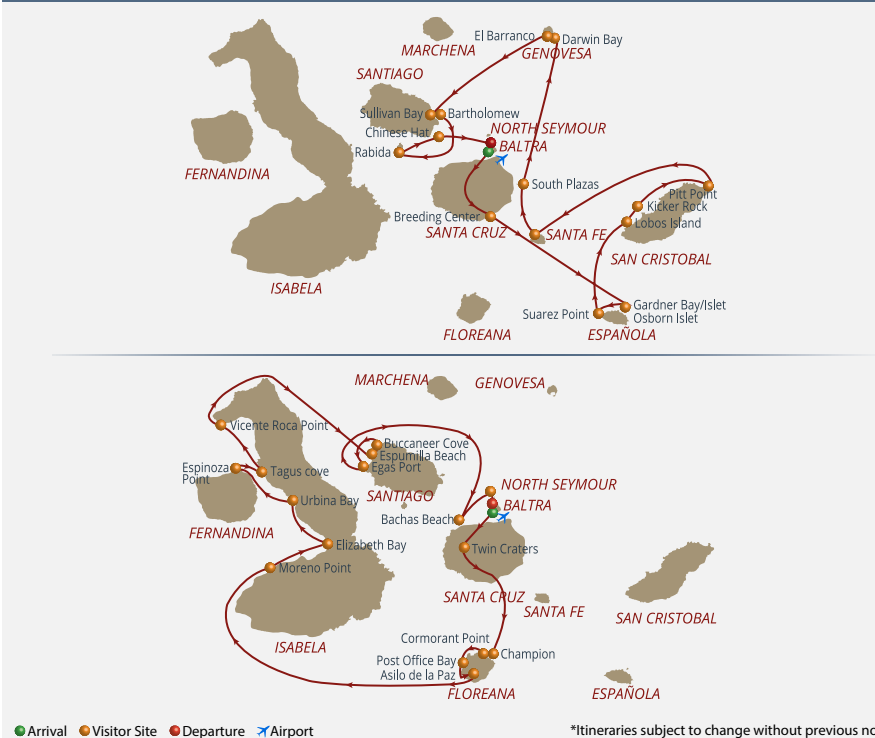 El Barranco
Darwin Bay
MARCHENA
GENOVESA
SANTIAGO
Sullivan Bay
Bartholomew
Chinese Hat
NORTH SEYMOUR
BALTRA
Rabida
FERNANDINA
South Plazas
Pitt Point
Kicker Rock
Breeding Center
Lobos Island
SANTA CRUZ
SANTA FE
SAN CRISTOBAL
ISABELA
Gardner Bay/Islet
Suarez Point
Osborn Islet
FLOREANA
ESPAÑOLA
MARCHENA
GENOVESA
Vicente Roca Point
Buccaneer Cove
Espumilla Beach
Espinoza
Point
Tagus cove
Egas Port
NORTH SEYMOUR
SANTIAGO
Urbina Bay
BALTRA
Bachas Beach
FERNANDINA
Elizabeth Bay
Twin Craters
Moreno Point
SANTA CRUZ
SANTA FE
SAN CRISTOBAL
ISABELA
Cormorant Point
Champion
Post Office Bay
Asilo de la Paz
FLOREANA
ESPAÑOLA
Arrival Visitor Site Departure Airport
*Itineraries subject to change without previous no